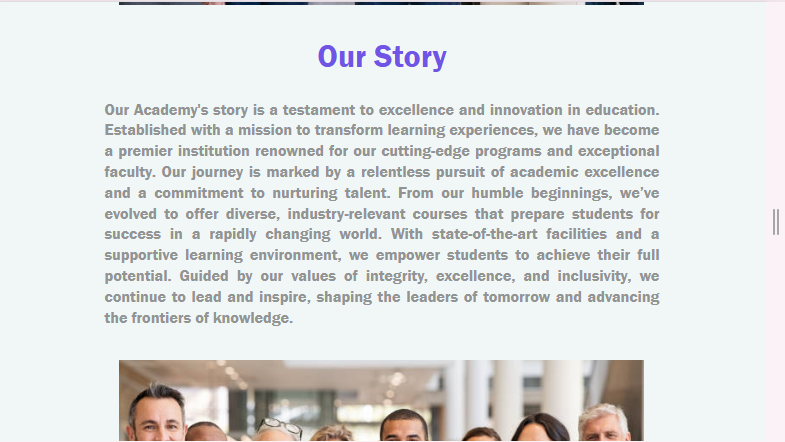 Our Story
Our Academy's story is a testament to excellence and innovation in education.
Established with a mission to transform learning experiences, we have become
a premier institution renowned for our cutting-edge programs and exceptional
faculty. Our journey is marked by a relentless pursuit of academic excellence
and a commitment to nurturing talent. From our humble beginnings, we've
evolved to offer diverse, industry-relevant courses that prepare students for
success in a rapidly changing world. With state-of-the-art facilities and a
supportive learning environment, we empower students to achieve their full
potential. Guided by our values of integrity, excellence, and inclusivity, we
continue to lead and inspire, shaping the leaders of tomorrow and advancing
the frontiers of knowledge.